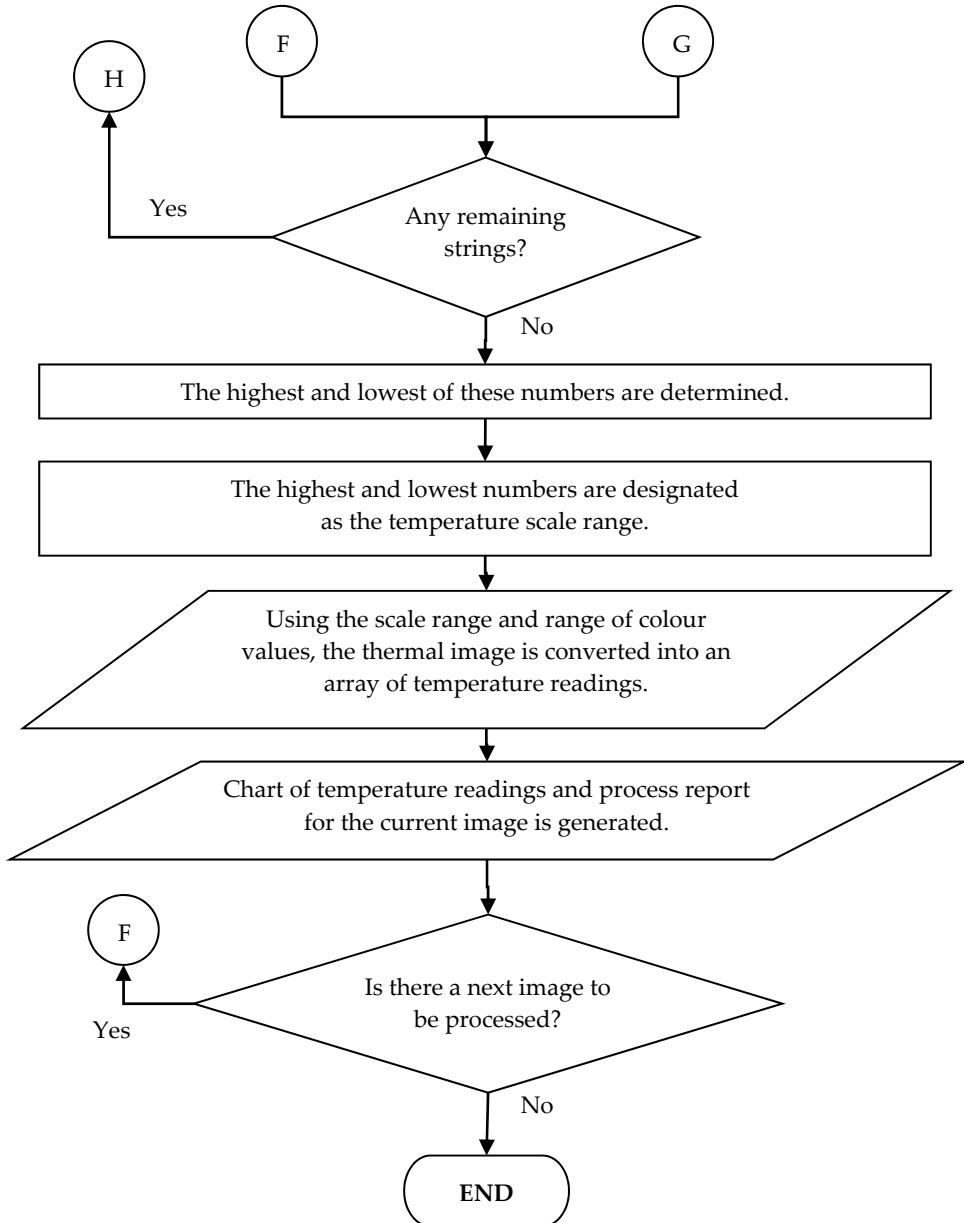 F
G
H
Yes
Any remaining
strings?
No
The highest and lowest of these numbers are determined.
The highest and lowest numbers are designated
as the temperature scale range.
Using the scale range and range of colour
values, the thermal image is converted into an
array of temperature readings.
Chart of temperature readings and process report
for the current image is generated.
F
Is there a next image to
be processed?
Yes
No
END